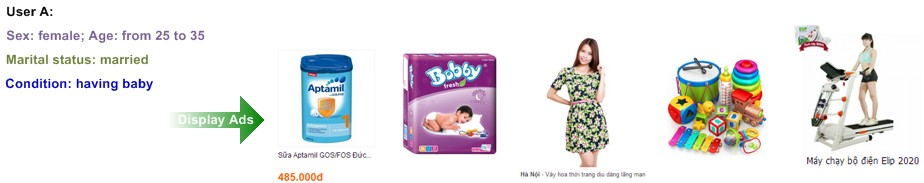 User A:
Sex: female; Age: from 25 to 35
Marital status: married
Condition: having baby
Display Ads
Aptamil
1
Sữa Aptamil GOS/FOS Đức...
485.000đ
Bobby
fresh
Hà Nội - Váy hoa thời trang dịu dàng lãng mạn
Máy chạy bộ điện Elip 2020